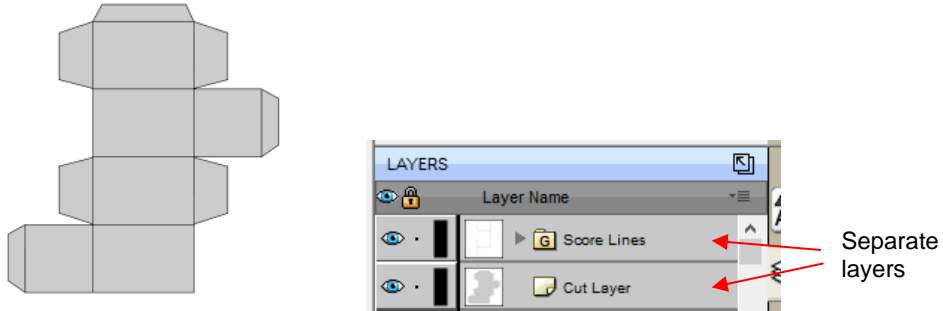 LAYERS
Layer Name
G Score Lines
Cut Layer
Separate
layers